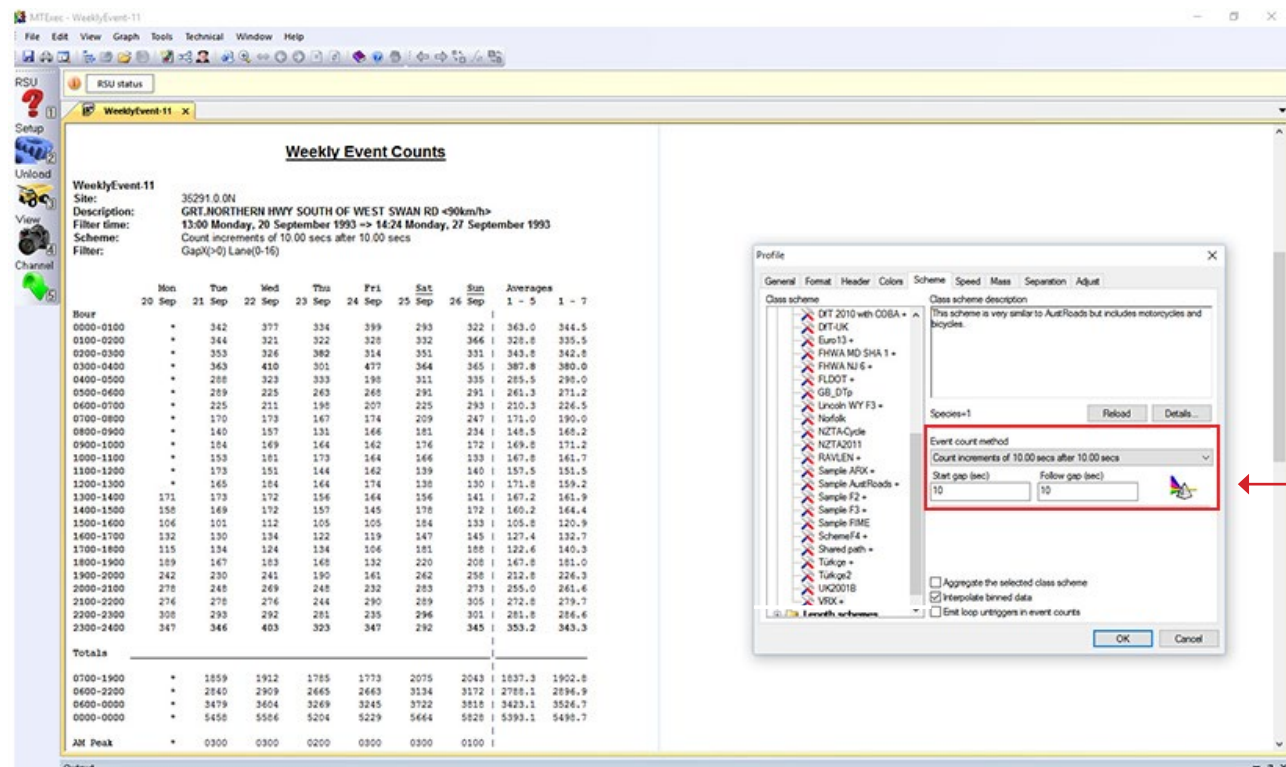 MTExec - WeeklyEvent-11
File Edit View Graph Tools Technical Window Help
RSU
RSU status
1
WeeklyEvent-11 X
Setup
2
Unload
3
View
4
Channel
5
Weekly Event Counts
WeeklyEvent-11
Site: 35291.0.0N
Description: GRT.NORTHERN HWY SOUTH OF WEST SWAN RD <90km/h>
Filter time: 13:00 Monday, 20 September 1993 => 14:24 Monday, 27 September 1993
Scheme: Count increments of 10.00 secs after 10.00 secs
Filter: GapX(>0) Lane(0-16)
Mon Tue Wed Thu Fri Sat Sun Averages
20 Sep 21 Sep 22 Sep 23 Sep 24 Sep 25 Sep 26 Sep 1 - 5 1 - 7
Hour |
0000-0100 * 342 377 334 399 293 322 | 363.0 344.5
0100-0200 * 344 321 322 328 332 366 | 328.8 335.5
0200-0300 * 353 326 382 314 351 331 | 343.8 342.8
0300-0400 * 363 410 301 477 364 365 | 387.8 380.0
0400-0500 * 288 323 333 198 311 335 | 285.5 298.0
0500-0600 * 289 225 263 268 291 291 | 261.3 271.2
0600-0700 * 225 211 198 207 225 293 | 210.3 226.5
0700-0800 * 170 173 167 174 209 247 | 171.0 190.0
0800-0900 * 140 157 131 166 181 234 | 148.5 168.2
0900-1000 * 184 169 164 162 176 172 | 169.8 171.2
1000-1100 * 153 181 173 164 166 133 | 167.8 161.7
1100-1200 * 173 151 144 162 139 140 | 157.5 151.5
1200-1300 * 165 184 164 174 138 130 | 171.8 159.2
1300-1400 171 173 172 156 164 156 141 | 167.2 161.9
1400-1500 158 169 172 157 145 178 172 | 160.2 164.4
1500-1600 106 101 112 105 105 184 133 | 105.8 120.9
1600-1700 132 130 134 122 119 147 145 | 127.4 132.7
1700-1800 115 134 124 134 106 181 188 | 122.6 140.3
1800-1900 189 167 183 168 132 220 208 | 167.8 181.0
1900-2000 242 230 241 190 161 262 258 | 212.8 226.3
2000-2100 278 248 269 248 232 283 273 | 255.0 261.6
2100-2200 276 278 276 244 290 289 305 | 272.8 279.7
2200-2300 308 293 292 281 235 296 301 | 281.8 286.6
2300-2400 347 346 403 323 347 292 345 | 353.2 343.3
Totals
0700-1900 * 1859 1912 1785 1773 2075 2043 | 1837.3 1902.8
0600-2200 * 2840 2909 2665 2663 3134 3172 | 2788.1 2896.9
0600-0000 * 3479 3604 3269 3245 3722 3818 | 3423.1 3526.7
0000-0000 * 5458 5586 5204 5229 5664 5828 | 5393.1 5498.7
AM Peak * 0300 0300 0200 0300 0300 0100 |
Profile
General Format Header Colors Scheme Speed Mass Separation Adjust
Class scheme
DfT 2010 with COBA +
DfT-UK
Euro13 +
FHWA MD SHA 1 +
FHWA NJ 6 +
FLDOT +
GB_DTp
Lincoln WY F3 +
Norfolk
NZTA-Cycle
NZTA2011
RAVLEN +
Sample ARX +
Sample AustRoads +
Sample F2 +
Sample F3 +
Sample FIME
SchemeF4 +
Shared path +
Türkçe +
Türkçe2
UK2001B
VRX +
Length schemes
Class scheme description
This scheme is very similar to AustRoads but includes motorcycles and
bicycles.
Species=1
Reload Details...
Event count method
Count increments of 10.00 secs after 10.00 secs
Start gap (sec) Follow gap (sec)
10 10
Aggregate the selected class scheme
Interpolate binned data
Emit loop untriggers in event counts
OK Cancel
Output